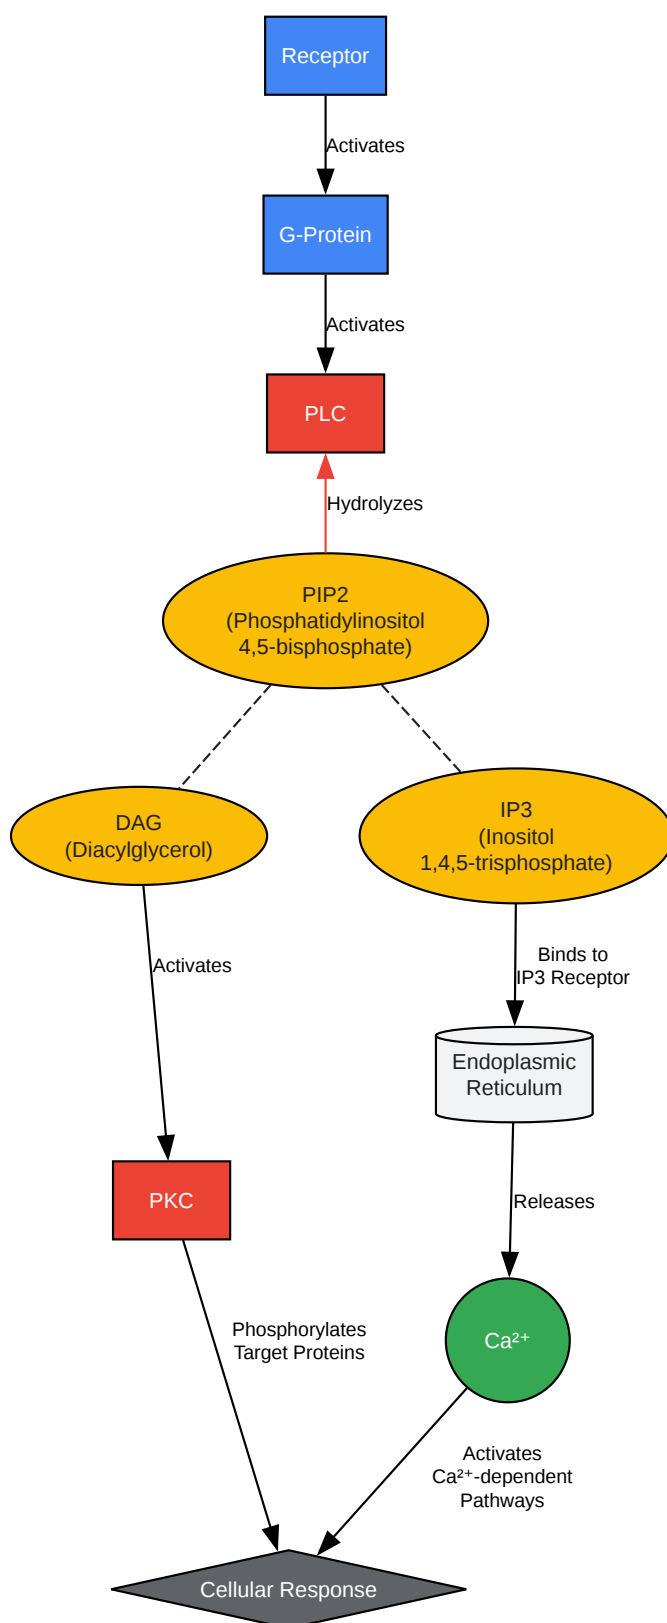 Receptor
Activates
G-Protein
Activates
PLC
Hydrolyzes
PIP2
(Phosphatidylinositol
4,5-bisphosphate)
DAG
(Diacylglycerol)
IP3
(Inositol
1,4,5-trisphosphate)
Activates
Binds to
IP3 Receptor
Endoplasmic
Reticulum
PKC
Releases
Phosphorylates
Target Proteins
Ca²⁺
Activates
Ca²⁺-dependent
Pathways
Cellular Response